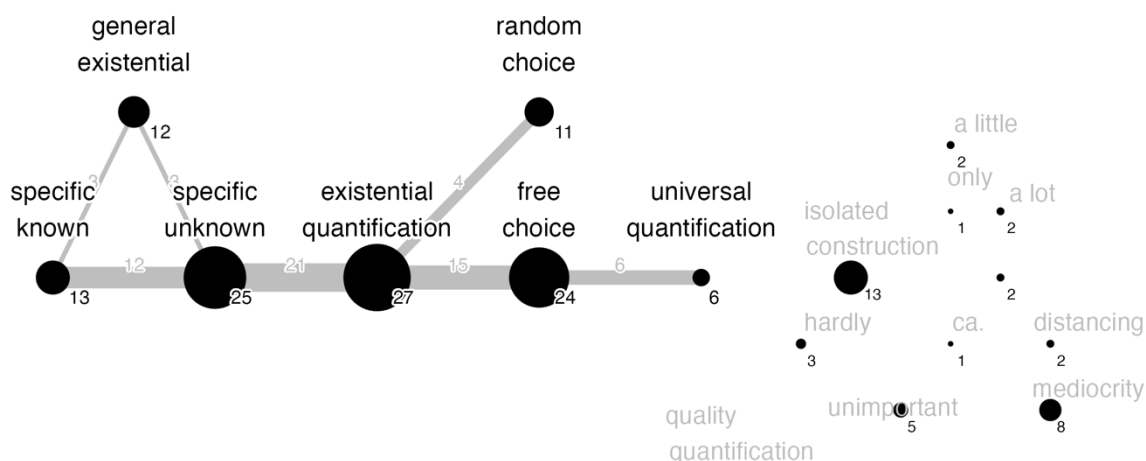 general
existential
12
random
choice
11
3
3
4
specific
known
13
12
specific
unknown
25
21
existential
quantification
27
15
free
choice
24
6
universal
quantification
6
a little
2
only
1
a lot
2
isolated
construction
13
2
hardly
3
ca.
1
distancing
2
unimportant
5
mediocrity
8
quality
quantification